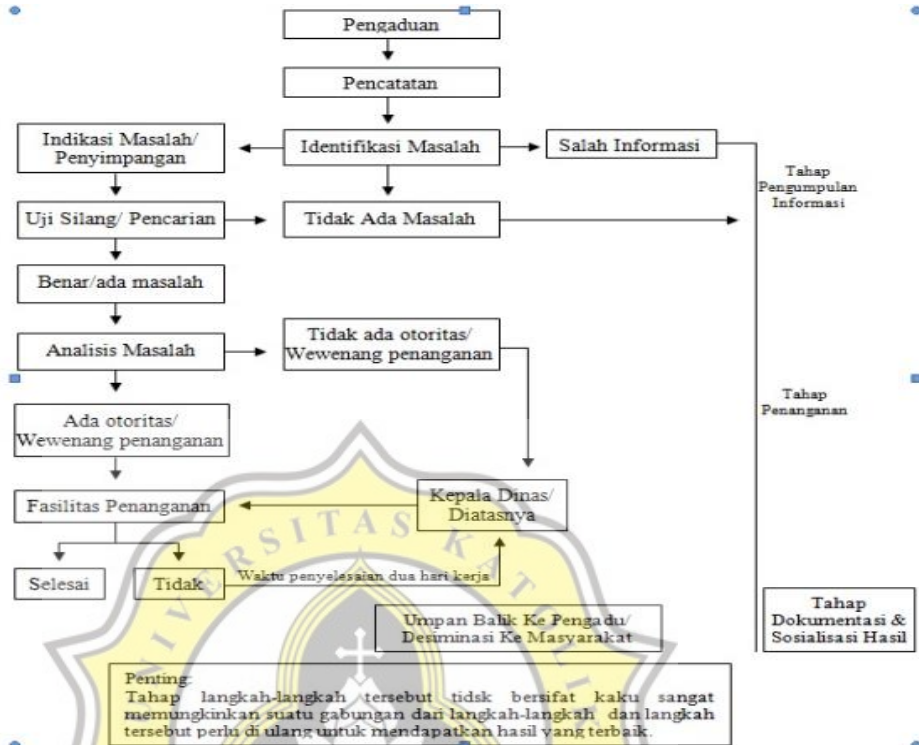 Pengaduan
Pencatatan
Indikasi Masalah/
Penyimpangan
Identifikasi Masalah
Salah Informasi
Tahap
Pengumpulan
Informasi
Uji Silang/ Pencarian
Tidak Ada Masalah
Benar/ada masalah
Analisis Masalah
Tidak ada otoritas/
Wewenang penanganan
Tahap
Penanganan
Ada otoritas/
Wewenang penanganan
Fasilitas Penanganan
Kepala Dinas/
Diatasnya
Selesai
Tidak
Waktu penyelesaian dua hari kerja
Umpan Balik Ke Pengadu/
Desiminasi Ke Masyarakat
Tahap
Dokumentasi &
Sosialisasi Hasil
Penting:
Tahap langkah-langkah tersebut tidsk bersifat kaku sangat
memungkinkan suatu gabungan dari langkah-langkah dan langkah
tersebut perlu di ulang untuk mendapatkan hasil yang terbaik.
UNIVERSITAS KATOLIK